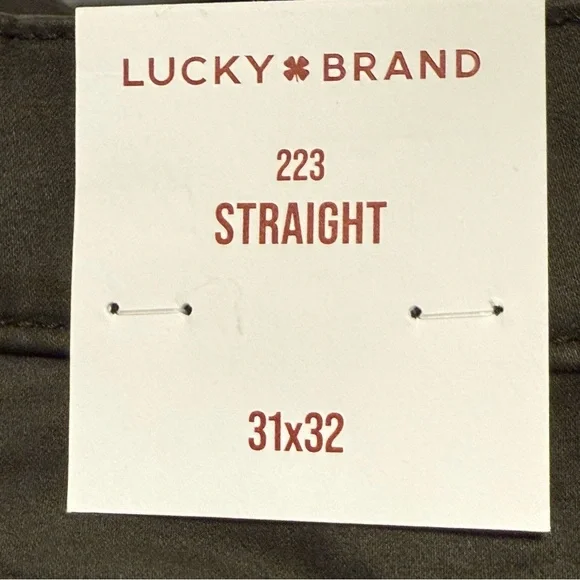 LUCKY BRAND
223
STRAIGHT
31x32